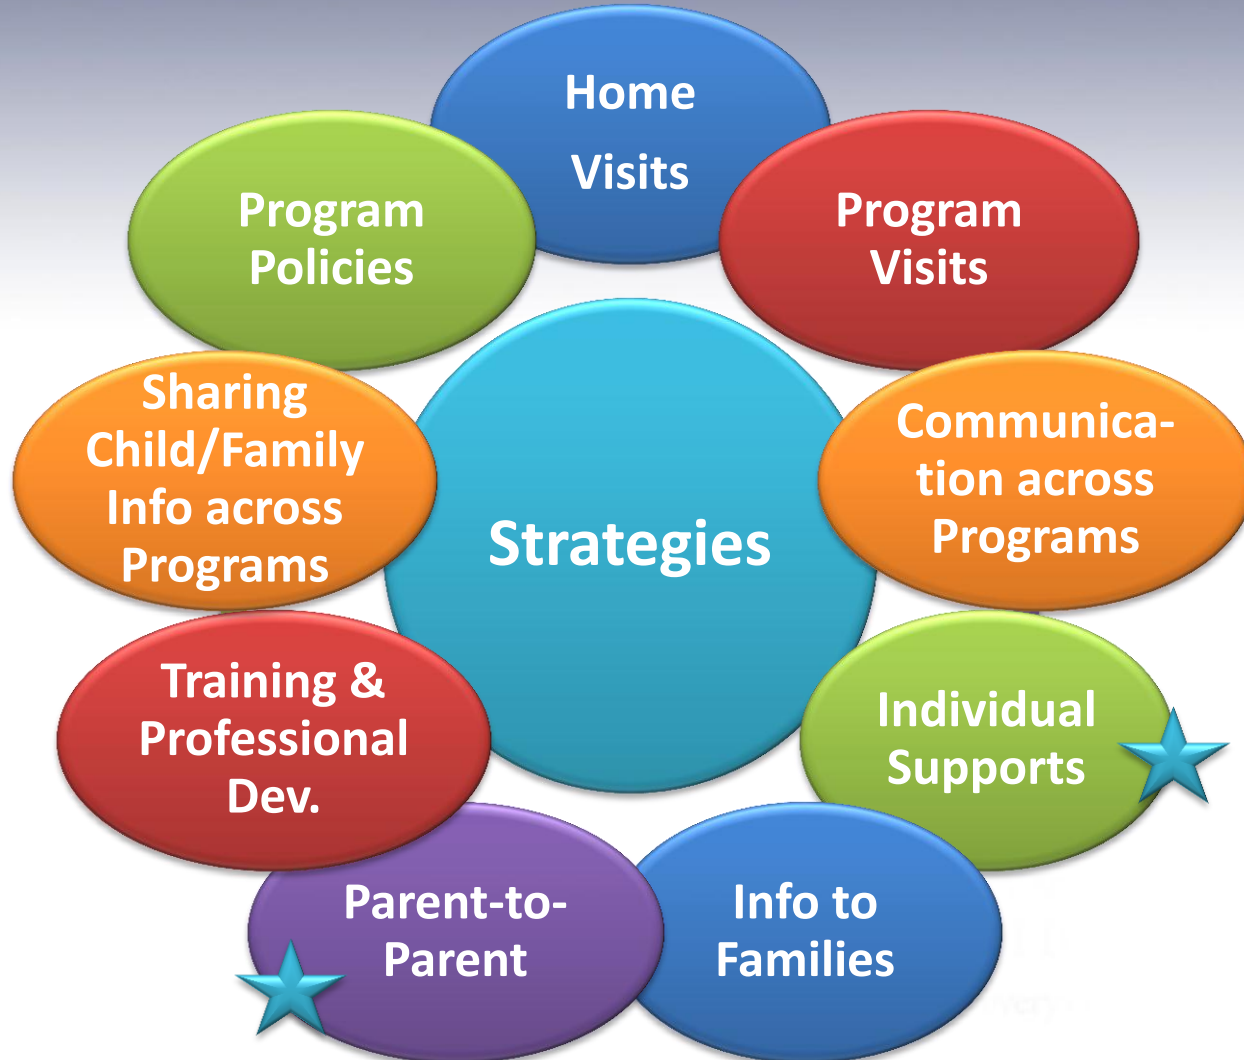 Home
Visits
Program
Visits
Communica-
tion across
Programs
Individual
Supports
Info to
Families
Parent-to-
Parent
Training &
Professional
Dev.
Sharing
Child/Family
Info across
Programs
Program
Policies
Strategies